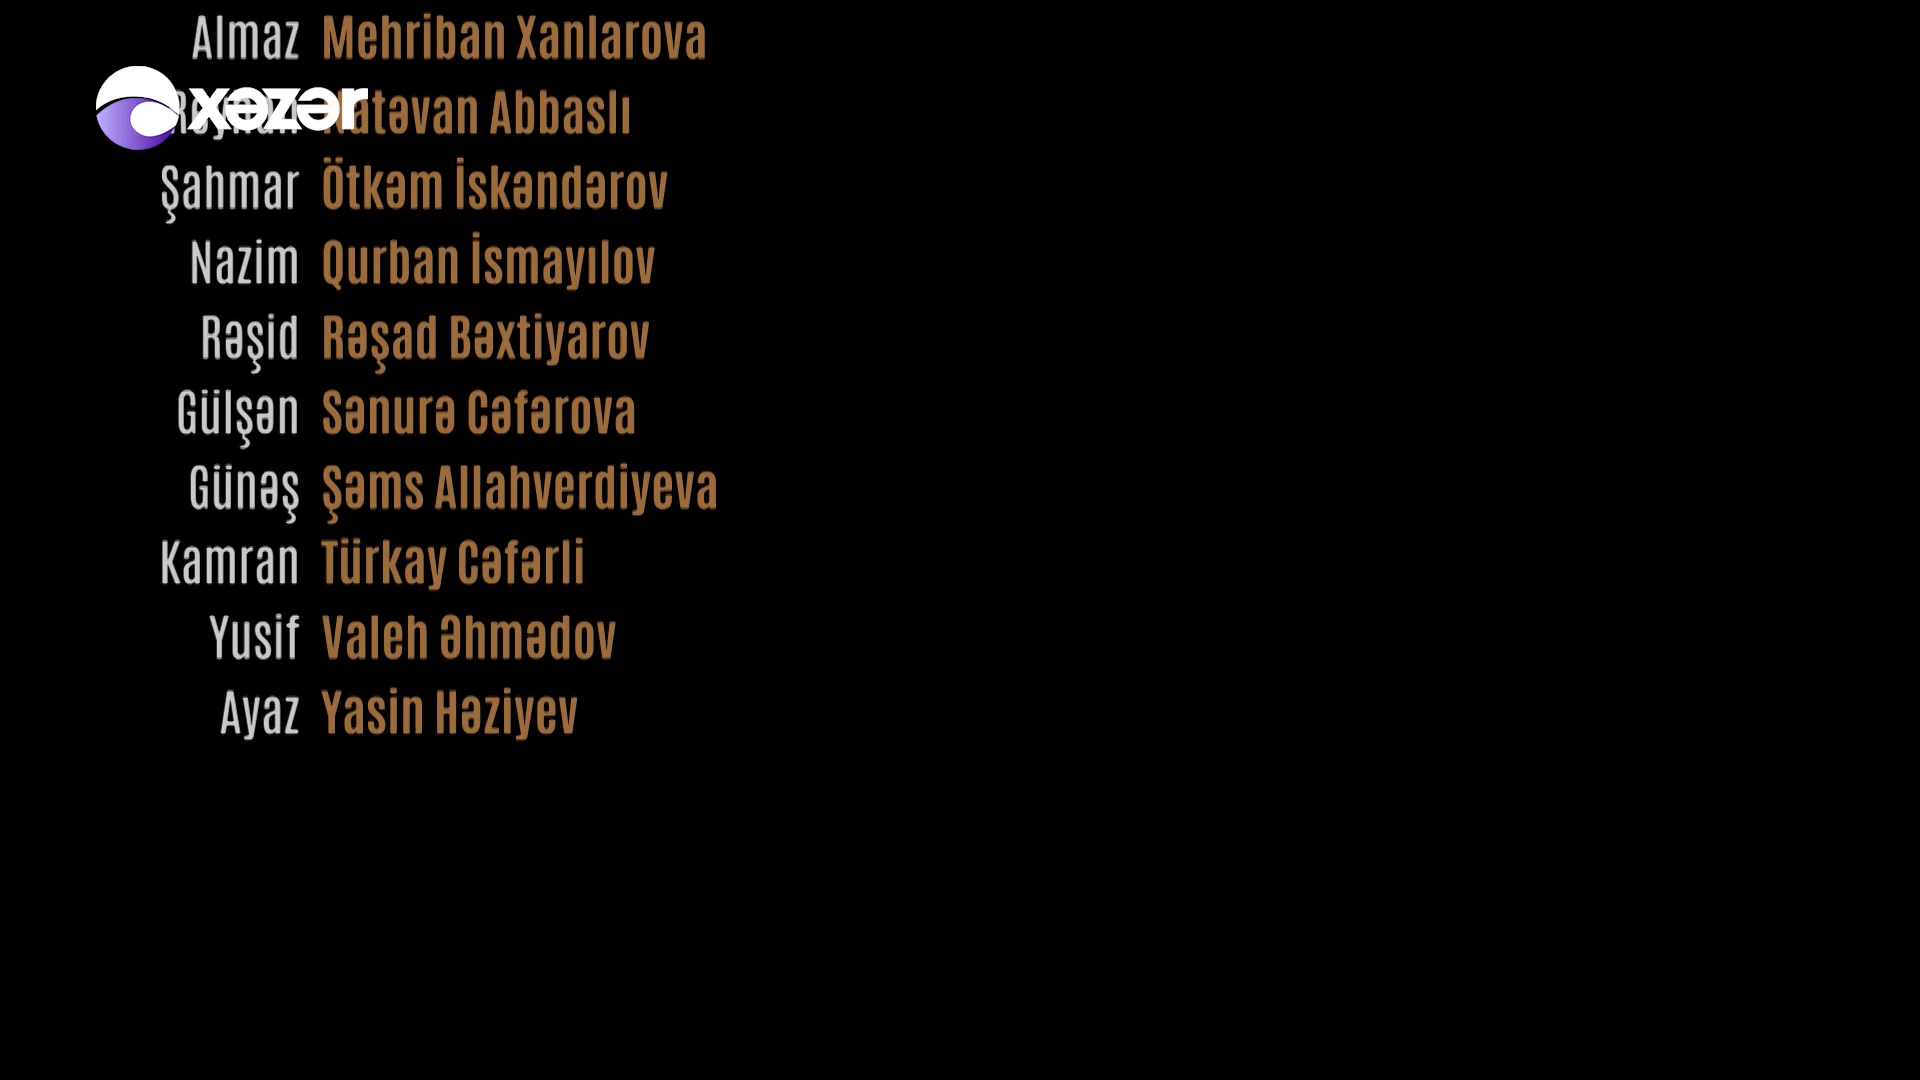 Almaz Mehriban Xanlarova
xəzər
Abbaslı
Şahmar Ötkəm İskəndərov
Nazim Qurban İsmayılov
Rəşid Rəşad Bəxtiyarov
Gülşən Sənurə Cəfərova
Günəş Şəms Allahverdiyeva
Kamran Türkay Cəfərli
Yusif Valeh Əhmədov
Ayaz Yasin Həziyev